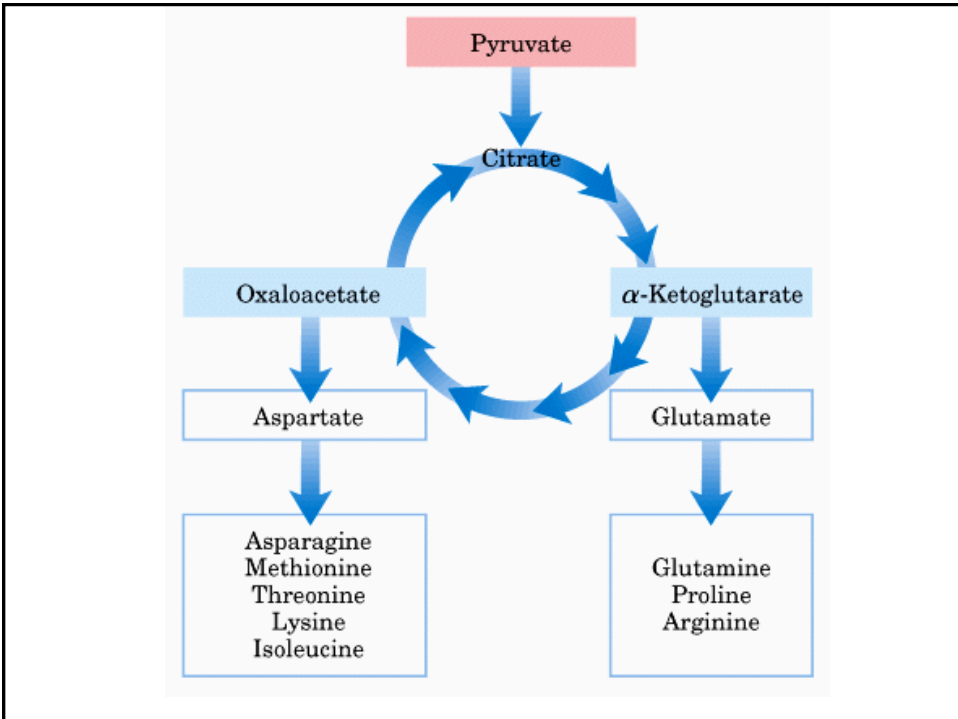 Pyruvate
Citrate
Oxaloacetate
α-Ketoglutarate
Aspartate
Glutamate
Asparagine
Methionine
Threonine
Lysine
Isoleucine
Glutamine
Proline
Arginine